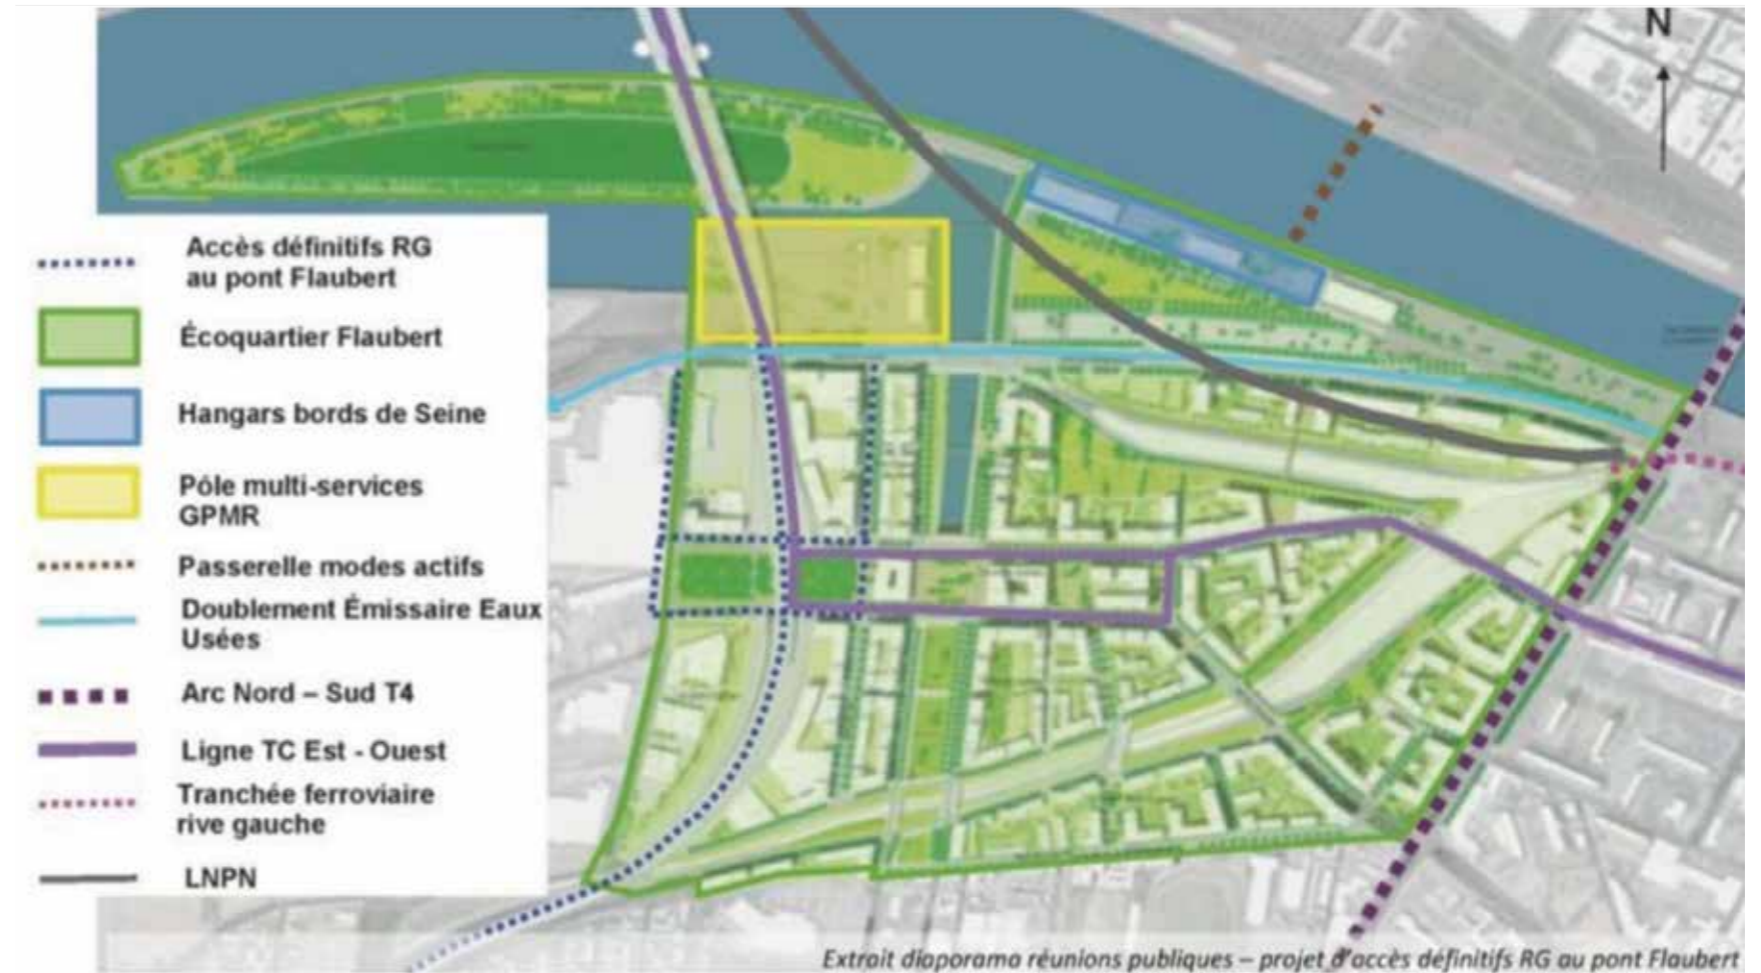 N
Accès définitifs RG
au pont Flaubert
Écoquartier Flaubert
Hangars bords de Seine
Pôle multi-services
GPMR
Passerelle modes actifs
Doublement Émissaire Eaux
Usées
Arc Nord – Sud T4
Ligne TC Est - Ouest
Tranchée ferroviaire
rive gauche
LNPN
Extrait diaporama réunions publiques – projet d'accès définitifs RG au pont Flaubert